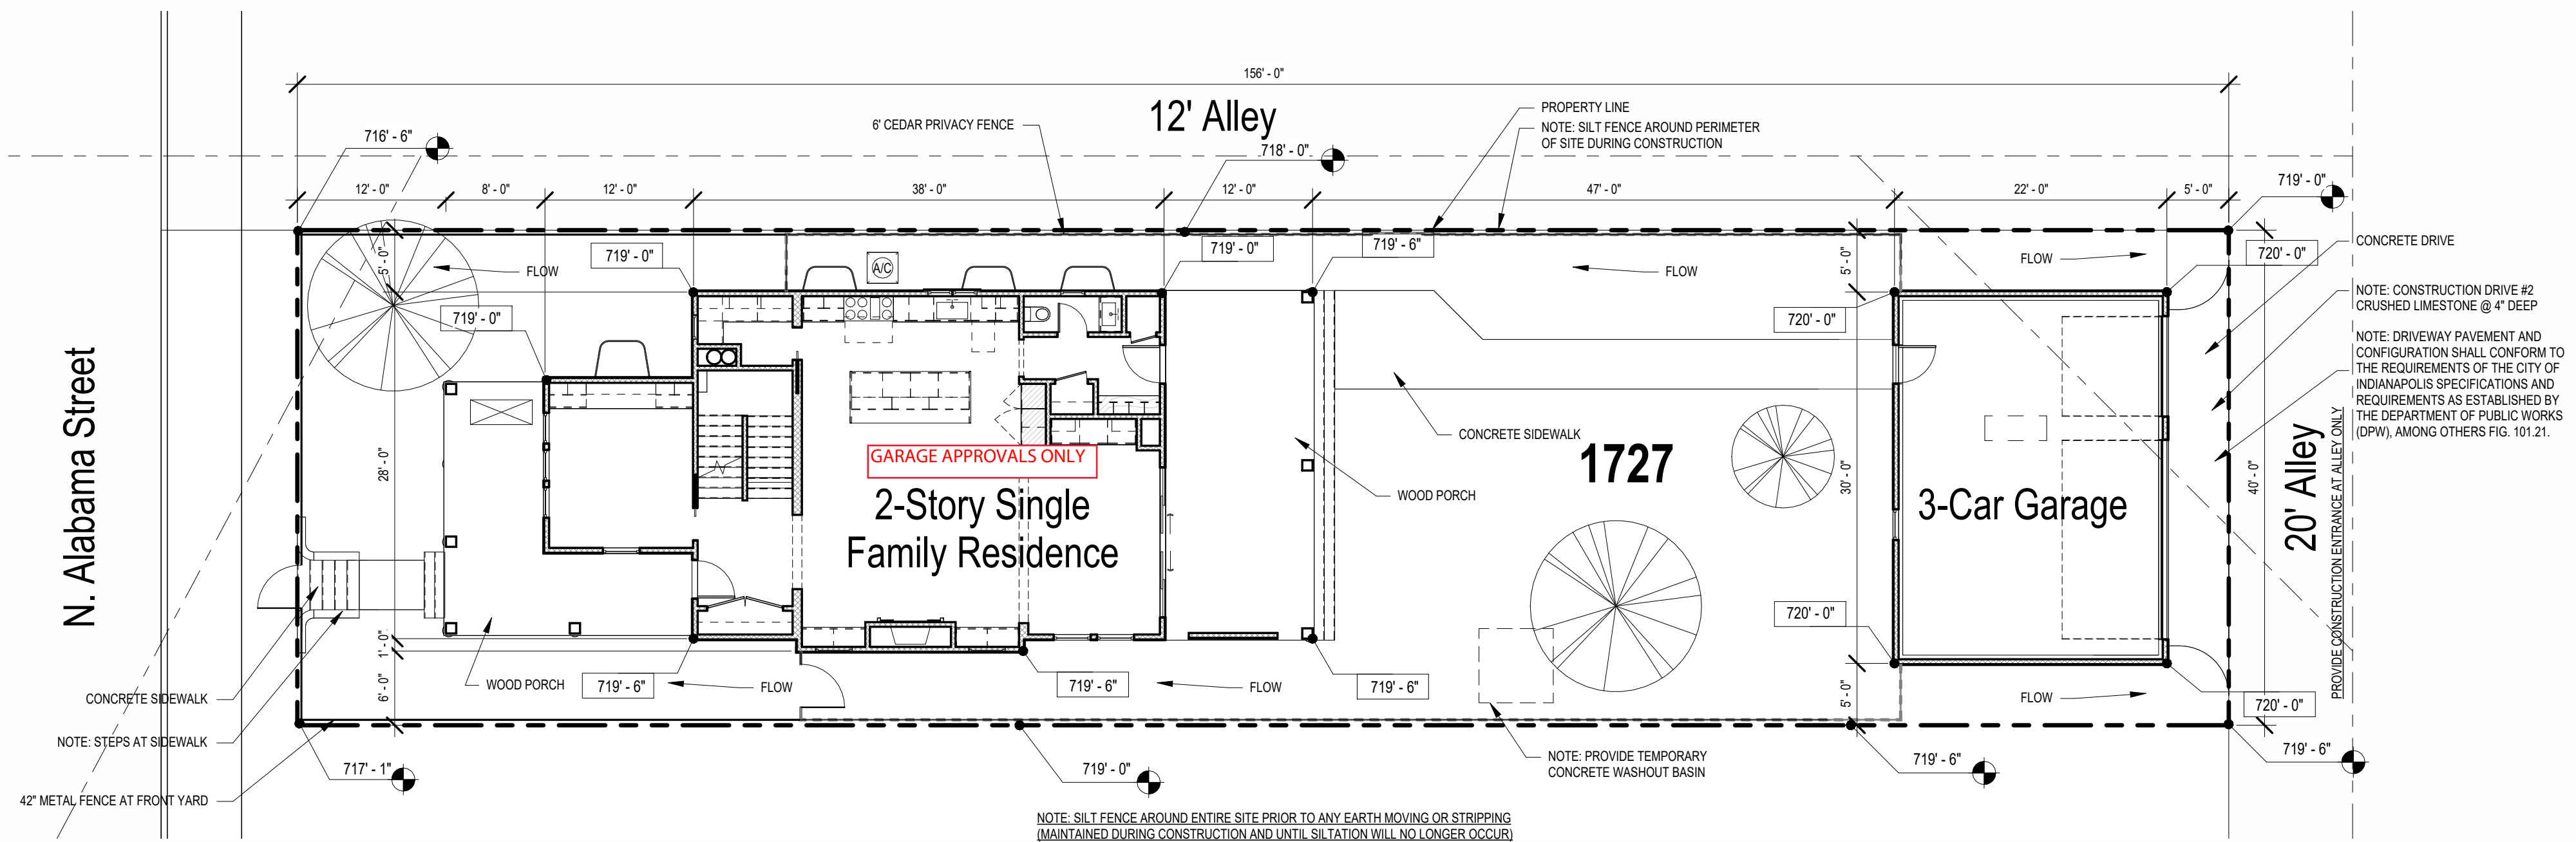 156' - 0"
12' Alley
6' CEDAR PRIVACY FENCE
PROPERTY LINE
NOTE: SILT FENCE AROUND PERIMETER
OF SITE DURING CONSTRUCTION
716' - 6"
718' - 0"
719' - 0"
12' - 0"
8' - 0"
12' - 0"
38' - 0"
12' - 0"
47' - 0"
22' - 0"
5' - 0"
719' - 0"
719' - 0"
719' - 6"
720' - 0"
CONCRETE DRIVE
5' - 0"
FLOW
A/C
FLOW
5' - 0"
FLOW
NOTE: CONSTRUCTION DRIVE #2
CRUSHED LIMESTONE @ 4" DEEP
719' - 0"
720' - 0"
NOTE: DRIVEWAY PAVEMENT AND
CONFIGURATION SHALL CONFORM TO
THE REQUIREMENTS OF THE CITY OF
INDIANAPOLIS SPECIFICATIONS AND
REQUIREMENTS AS ESTABLISHED BY
THE DEPARTMENT OF PUBLIC WORKS
(DPW), AMONG OTHERS FIG. 101.21.
N. Alabama Street
28' - 0"
GARAGE APPROVALS ONLY
2-Story Single
Family Residence
CONCRETE SIDEWALK
WOOD PORCH
1727
30' - 0"
3-Car Garage
40' - 0"
20' Alley
PROVIDE CONSTRUCTION ENTRANCE AT ALLEY ONLY
720' - 0"
1' - 0"
6' - 0"
WOOD PORCH
719' - 6"
FLOW
719' - 6"
FLOW
719' - 6"
5' - 0"
FLOW
720' - 0"
CONCRETE SIDEWALK
NOTE: STEPS AT SIDEWALK
42" METAL FENCE AT FRONT YARD
717' - 1"
719' - 0"
NOTE: PROVIDE TEMPORARY
CONCRETE WASHOUT BASIN
719' - 6"
719' - 6"
NOTE: SILT FENCE AROUND ENTIRE SITE PRIOR TO ANY EARTH MOVING OR STRIPPING
(MAINTAINED DURING CONSTRUCTION AND UNTIL SILTATION WILL NO LONGER OCCUR)